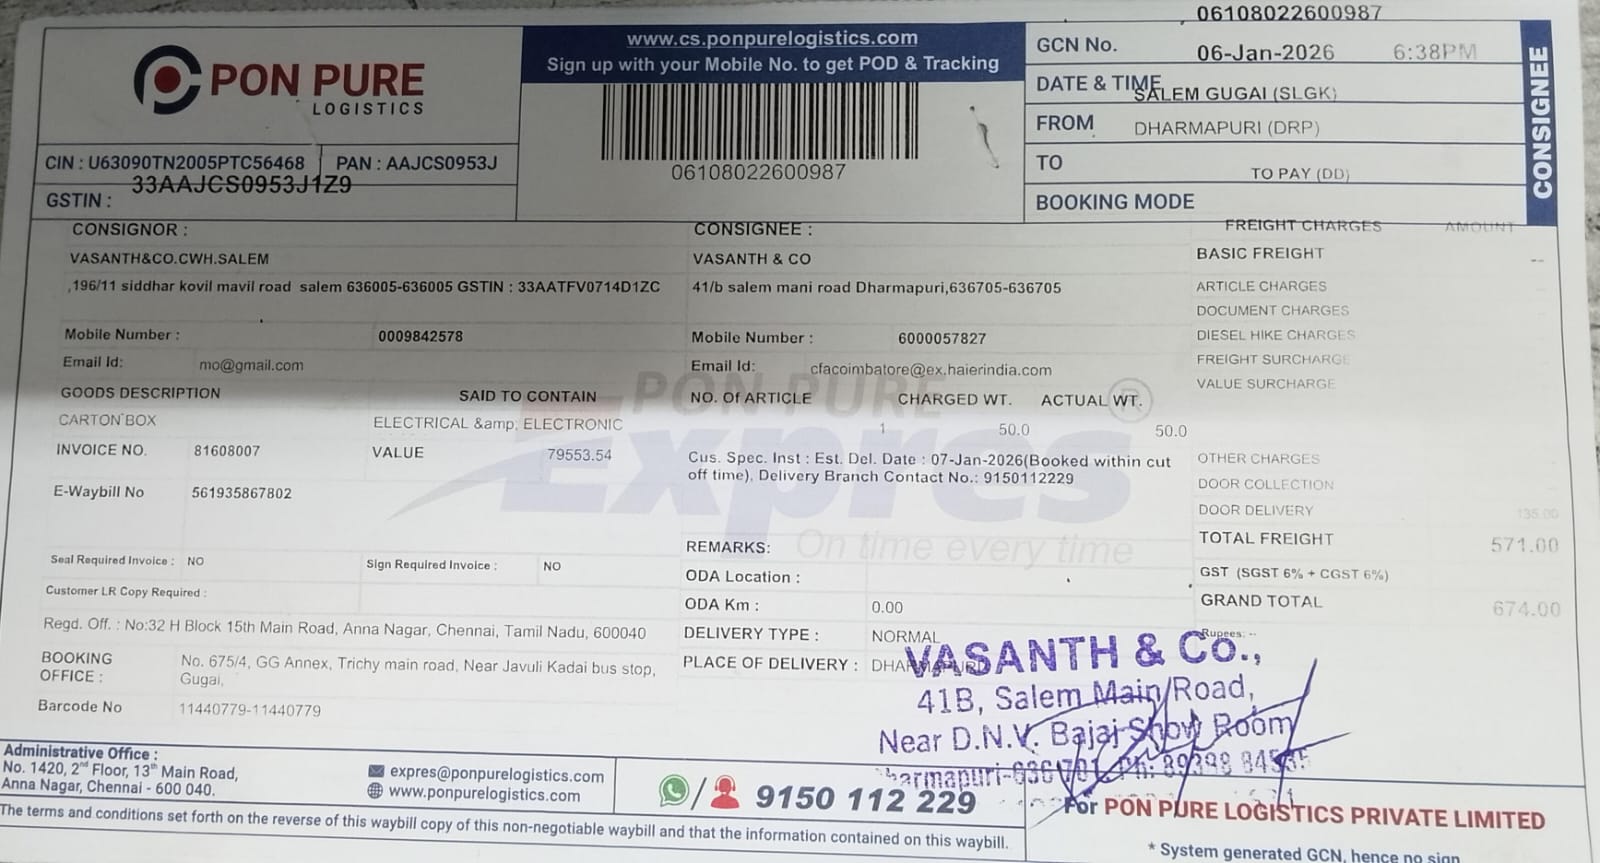 06108022600987
PON PURE
LOGISTICS
www.cs.ponpurelogistics.com
Sign up with your Mobile No. to get POD & Tracking
06108022600987
GCN No.
06-Jan-2026 6:38PM
DATE & TIME
SALEM GUGAI (SLGK)
FROM DHARMAPURI (DRP)
TO
TO PAY (DD)
BOOKING MODE
CONSIGNEE
CIN : U63090TN2005PTC56468 PAN : AAJCS0953J
33AAJCS0953J1Z9
GSTIN :
CONSIGNOR :
VASANTH&CO.CWH.SALEM
,196/11 siddhar kovil mavil road salem 636005-636005 GSTIN : 33AATFV0714D1ZC
Mobile Number : 0009842578
Email Id: mo@gmail.com
CONSIGNEE :
VASANTH & CO
41/b salem mani road Dharmapuri,636705-636705
Mobile Number : 6000057827
Email Id: cfacoimbatore@ex.haierindia.com
FREIGHT CHARGES AMOUNT
BASIC FREIGHT --
ARTICLE CHARGES
DOCUMENT CHARGES
DIESEL HIKE CHARGES
FREIGHT SURCHARGE
VALUE SURCHARGE
GOODS DESCRIPTION SAID TO CONTAIN
CARTON BOX ELECTRICAL &amp; ELECTRONIC
INVOICE NO. 81608007 VALUE 79553.54
E-Waybill No 561935867802
NO. Of ARTICLE CHARGED WT. ACTUAL WT.
1 50.0 50.0
Cus. Spec. Inst : Est. Del. Date : 07-Jan-2026(Booked within cut
off time), Delivery Branch Contact No.: 9150112229
PON PURE
Expres
On time every time
OTHER CHARGES
DOOR COLLECTION
DOOR DELIVERY 135.00
TOTAL FREIGHT 571.00
GST (SGST 6% + CGST 6%)
GRAND TOTAL 674.00
Rupees: --
Seal Required Invoice : NO Sign Required Invoice : NO
Customer LR Copy Required :
REMARKS:
ODA Location :
ODA Km : 0.00
DELIVERY TYPE : NORMAL
PLACE OF DELIVERY : DHARMAPURI
Regd. Off. : No:32 H Block 15th Main Road, Anna Nagar, Chennai, Tamil Nadu, 600040
BOOKING
OFFICE :
No. 675/4, GG Annex, Trichy main road, Near Javuli Kadai bus stop,
Gugai,
Barcode No 11440779-11440779
VASANTH & Co.,
41B, Salem Main Road,
Near D.N.V. Bajaj Show Room
Ph:
Administrative Office :
No. 1420, 2nd Floor, 13th Main Road,
Anna Nagar, Chennai - 600 040.
expres@ponpurelogistics.com
www.ponpurelogistics.com
9150 112 229
The terms and conditions set forth on the reverse of this waybill copy of this non-negotiable waybill and that the information contained on this waybill.
For PON PURE LOGISTICS PRIVATE LIMITED
* System generated GCN, hence no sign